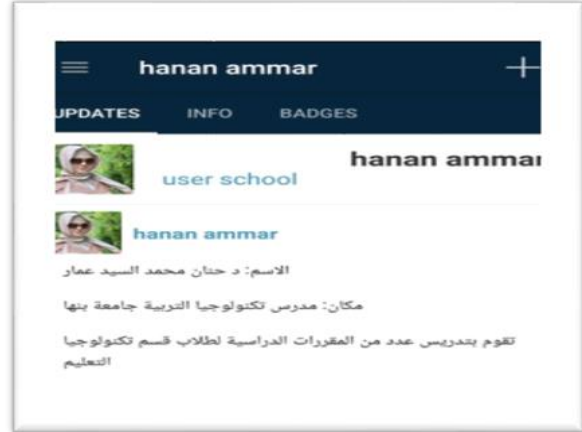 hanan ammar
UPDATES INFO BADGES
hanan ammar
user school
hanan ammar
الاسم: د حنان محمد السيد عمار
مكان: مدرس تكنولوجيا التربية جامعة بنها
تقوم بتدريس عدد من المقررات الدراسية لطلاب قسم تكنولوجيا
التعليم